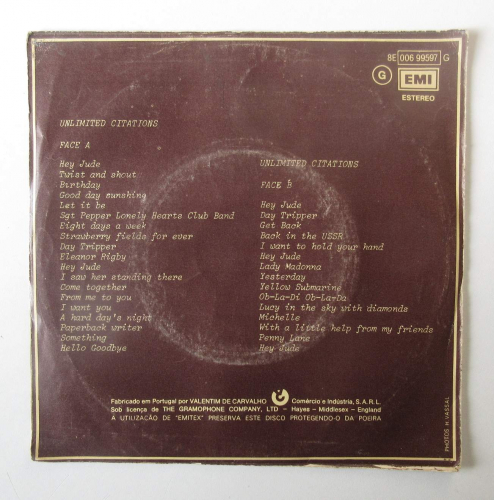 8E 006 99597 G
G EMI
ESTEREO
UNLIMITED CITATIONS
FACE A
Hey Jude
Twist and shout
Birthday
Good day sunshing
Let it be
Sgt Pepper Lonely Hearts Club Band
Eight days a week
Strawberry fields for ever
Day Tripper
Eleanor Rigby
Hey Jude
I saw her standing there
Come together
From me to you
I want you
A hard day's night
Paperback writer
Something
Hello Goodbye
UNLIMITED CITATIONS
FACE B
Hey Jude
Day Tripper
Get Back
Back in the USSR
I want to hold your hand
Hey Jude
Lady Madonna
Yesterday
Yellow Submarine
Ob-La-Di Ob-La-Da
Lucy in the sky with diamonds
Michelle
With a little help from my friends
Penny Lane
Hey Jude
Fabricado em Portugal por VALENTIM DE CARVALHO Comércio e Indústria, S.A.R.L.
Sob licença de THE GRAMOPHONE COMPANY, LTD – Hayes – Middlesex – England
A UTILIZAÇÃO DE "EMITEX" PRESERVA ESTE DISCO PROTEGENDO-O DA POEIRA
PHOTOS H.VASSAL